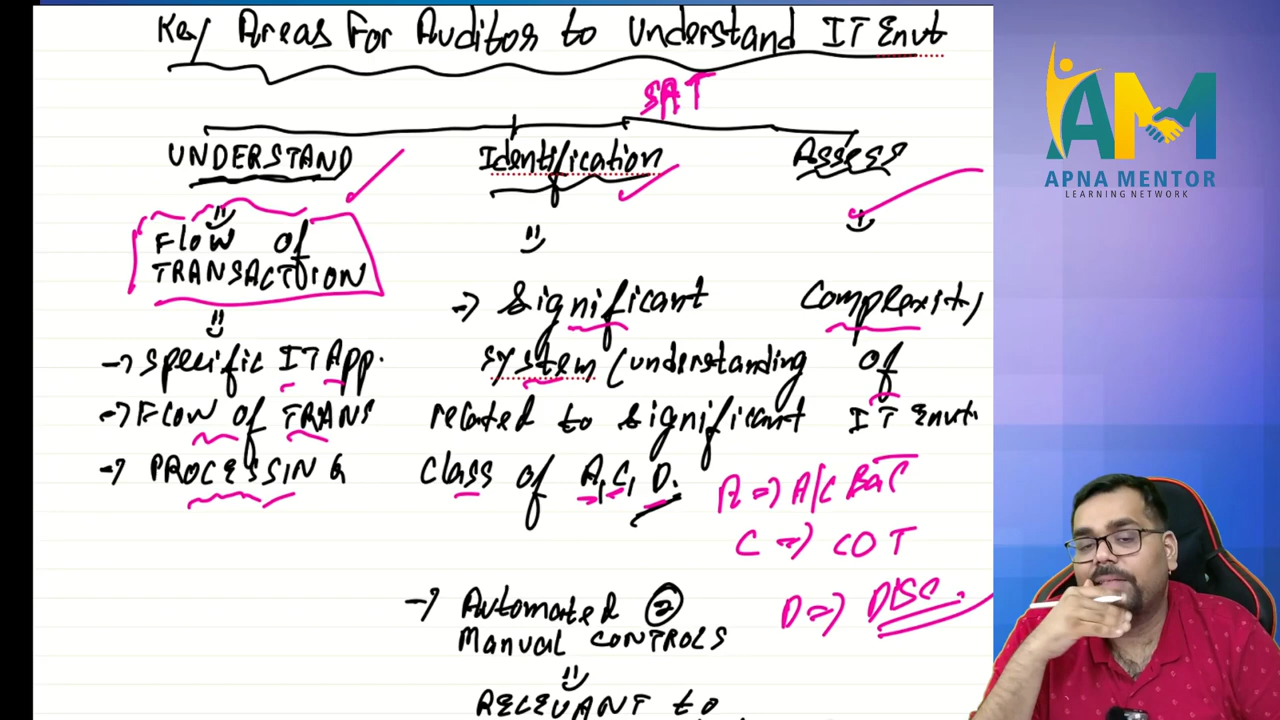 Key Areas For Auditor to Understand IT Envt
SAT
UNDERSTAND
Flow of
TRANSACTION
→ Specific IT App.
→ Flow of TRANS
→ PROCESSING
Identification
→ Significant
system (understanding
related to significant
class of A, C, D.
→ Automated ②
Manual CONTROLS
RELEVANT to
Assess
Complexity
of
IT Envt.
A => A/C Bal
C => COT
D => DISC.
AM
APNA MENTOR
LEARNING NETWORK